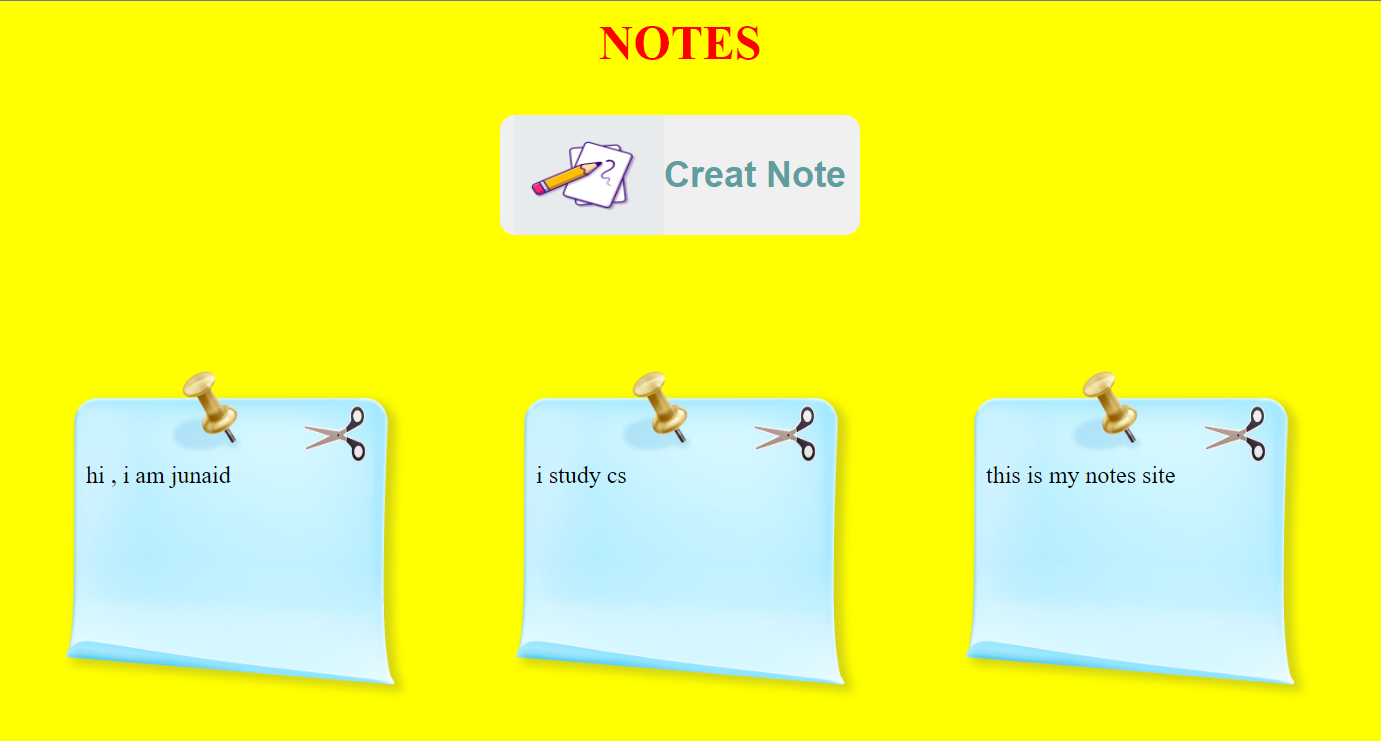 NOTES
Creat Note
hi , i am junaid
i study cs
this is my notes site